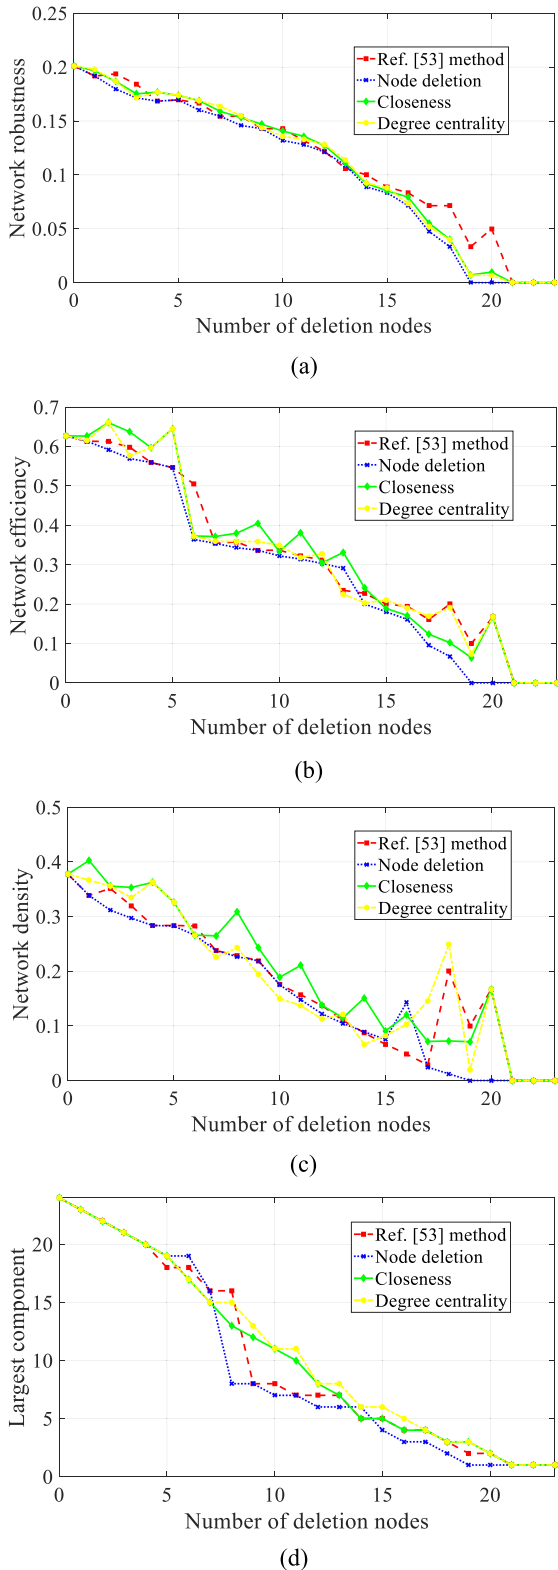 0.25
0.2
0.15
0.1
0.05
0
0
5
10
15
20
Network robustness
Number of deletion nodes
Ref. [53] method
Node deletion
Closeness
Degree centrality
(a)
0.7
0.6
0.5
0.4
0.3
0.2
0.1
0
0
5
10
15
20
Network efficiency
Number of deletion nodes
Ref. [53] method
Node deletion
Closeness
Degree centrality
(b)
0.5
0.4
0.3
0.2
0.1
0
0
5
10
15
20
Network density
Number of deletion nodes
Ref. [53] method
Node deletion
Closeness
Degree centrality
(c)
20
15
10
5
0
0
5
10
15
20
Largest component
Number of deletion nodes
Ref. [53] method
Node deletion
Closeness
Degree centrality
(d)